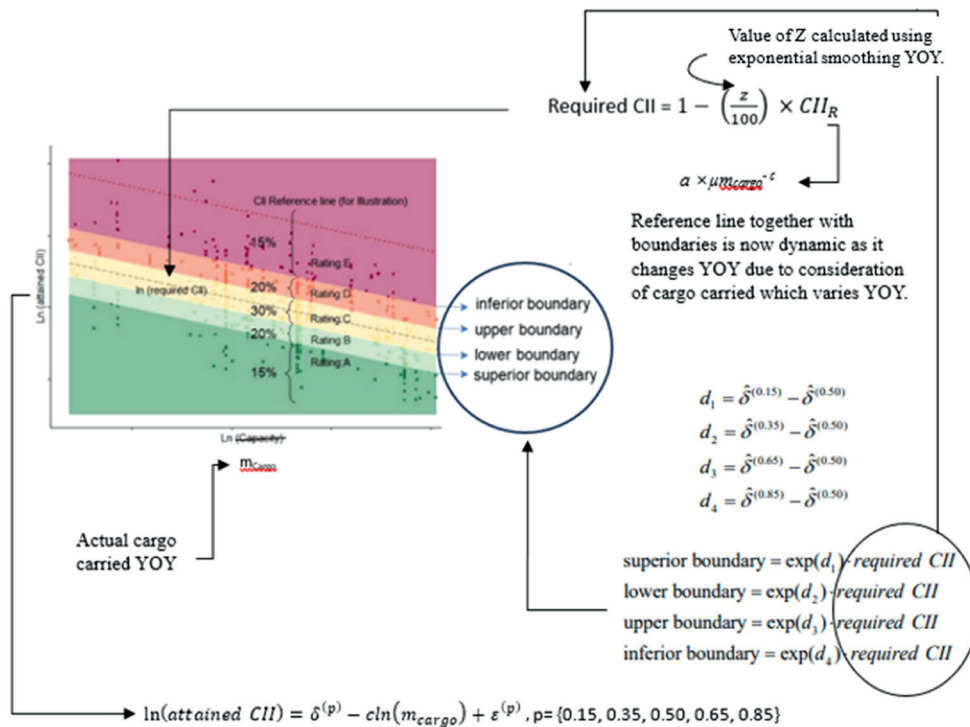 Value of Z calculated using
exponential smoothing YOY.
Required CII = 1 − (z/100) × CII_R
a × μm_cargo^-c
Reference line together with
boundaries is now dynamic as it
changes YOY due to consideration
of cargo carried which varies YOY.
Ln (attained CII)
CII Reference line (for illustration)
15%
Rating:E
20%
Rating:D
ln (required CII)
30%
Rating:C
20%
Rating:B
Rating:A
15%
inferior boundary
upper boundary
lower boundary
superior boundary
Ln (Capacity)
m_Cargo
Actual cargo
carried YOY
d₁ = δ̂^(0.15) − δ̂^(0.50)
d₂ = δ̂^(0.35) − δ̂^(0.50)
d₃ = δ̂^(0.65) − δ̂^(0.50)
d₄ = δ̂^(0.85) − δ̂^(0.50)
superior boundary = exp(d₁)·required CII
lower boundary = exp(d₂)·required CII
upper boundary = exp(d₃)·required CII
inferior boundary = exp(d₄)·required CII
ln(attained CII) = δ^(p) − cln(m_cargo) + ε^(p) , p= {0.15, 0.35, 0.50, 0.65, 0.85}